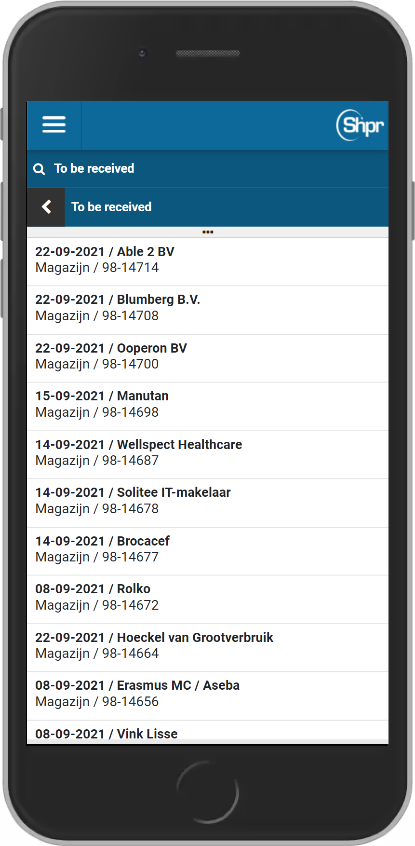 Shpr
To be received
To be received
•••
22-09-2021 / Able 2 BV
Magazijn / 98-14714
22-09-2021 / Blumberg B.V.
Magazijn / 98-14708
22-09-2021 / Ooperon BV
Magazijn / 98-14700
15-09-2021 / Manutan
Magazijn / 98-14698
14-09-2021 / Wellspect Healthcare
Magazijn / 98-14687
14-09-2021 / Solitee IT-makelaar
Magazijn / 98-14678
14-09-2021 / Brocacef
Magazijn / 98-14677
08-09-2021 / Rolko
Magazijn / 98-14672
22-09-2021 / Hoeckel van Grootverbruik
Magazijn / 98-14664
08-09-2021 / Erasmus MC / Aseba
Magazijn / 98-14656
08-09-2021 / Vink Lisse